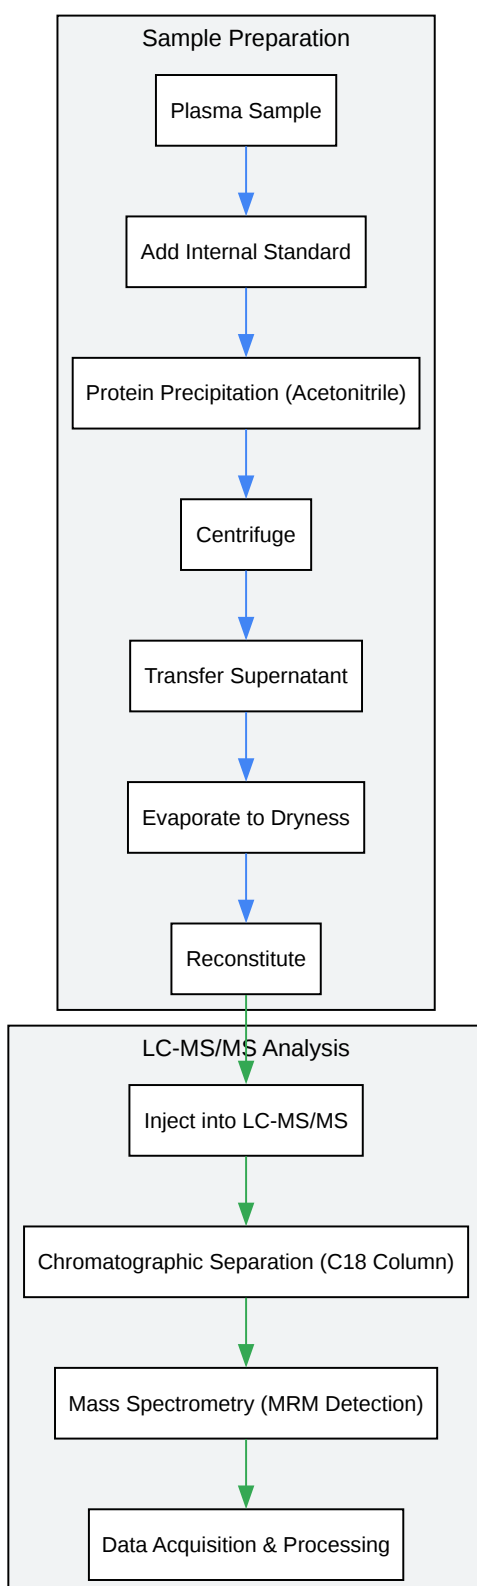 Sample Preparation
Plasma Sample
Add Internal Standard
Protein Precipitation (Acetonitrile)
Centrifuge
Transfer Supernatant
Evaporate to Dryness
Reconstitute
LC-MS/MS Analysis
Inject into LC-MS/MS
Chromatographic Separation (C18 Column)
Mass Spectrometry (MRM Detection)
Data Acquisition & Processing